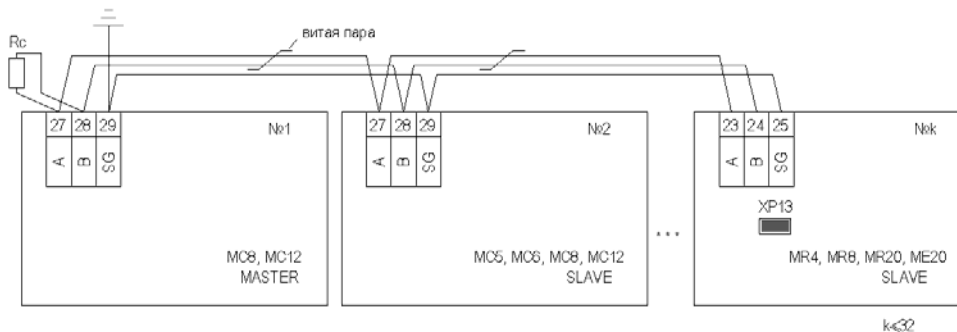 витая пара
Rc
27 28 29
A B SG
№1
MC8, MC12
MASTER
27 28 29
A B SG
№2
MC5, MC6, MC8, MC12
SLAVE
...
23 24 25
A B SG
№k
XP13
MR4, MR8, MR20, ME20
SLAVE
k⩽32